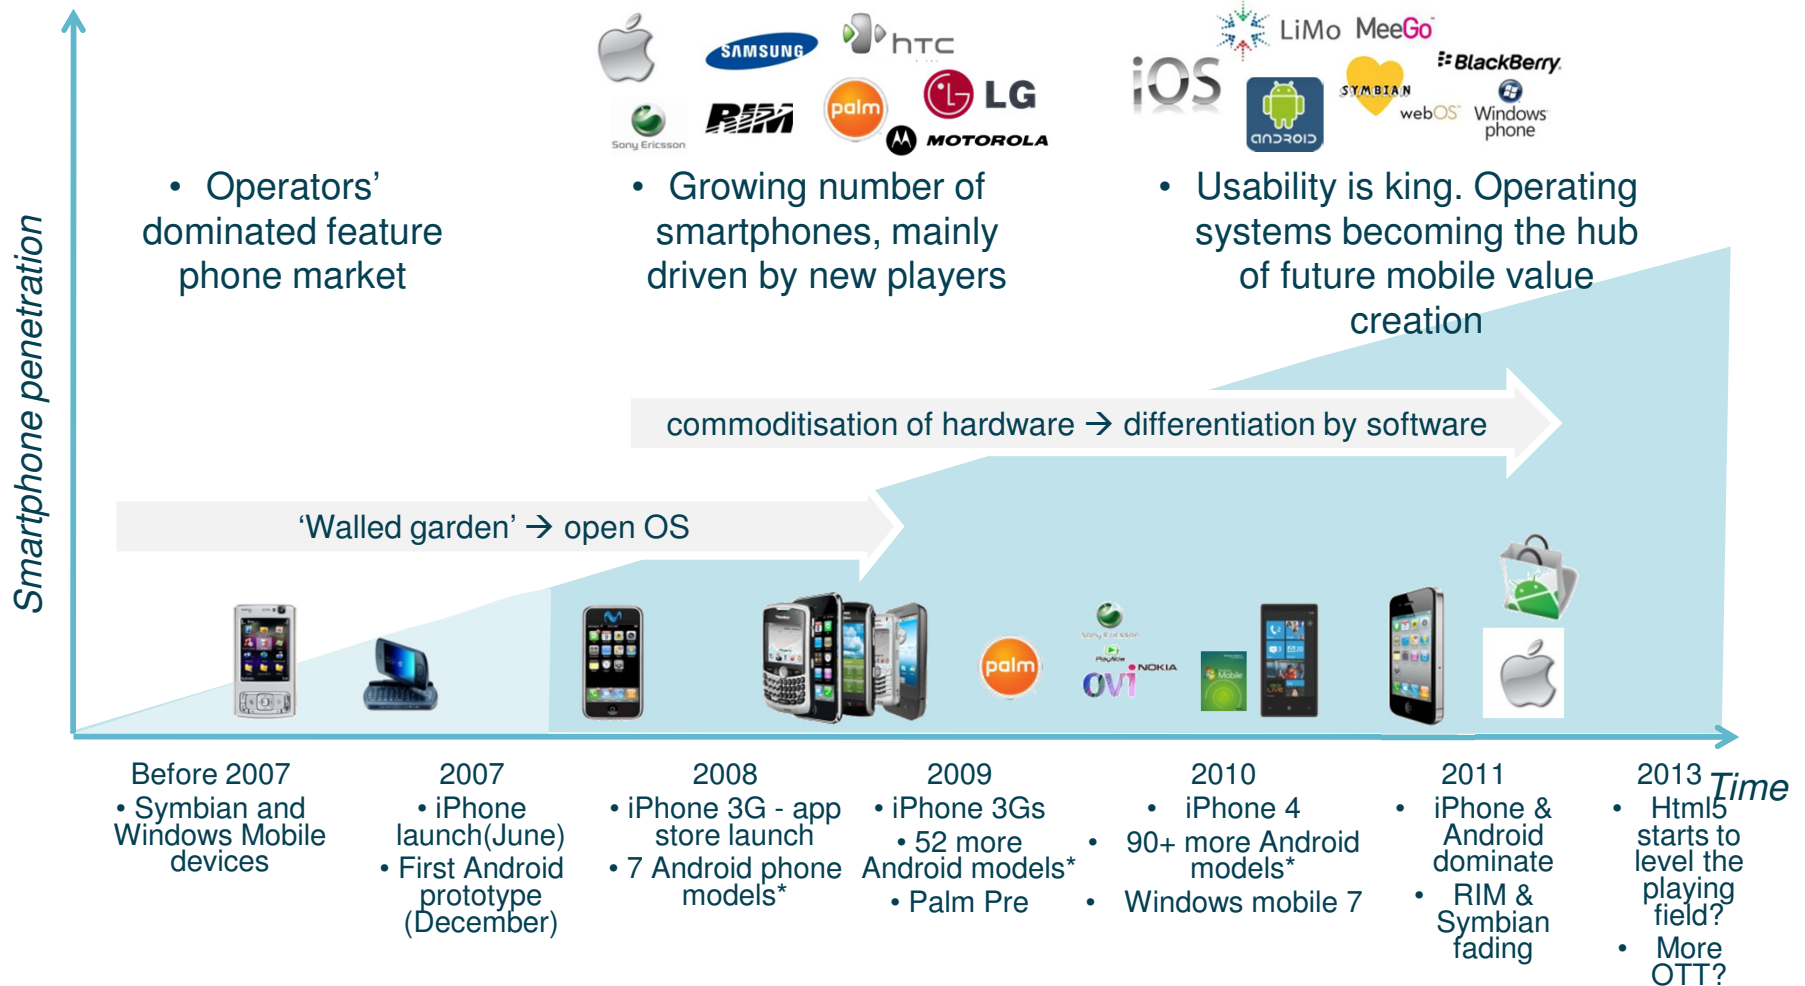 SAMSUNG
hTC
Sony Ericsson
RIM
palm
LG
MOTOROLA
LiMo
MeeGo
iOS
ANDROID
SYMBIAN
BlackBerry.
webOS
Windows
phone
• Operators’
dominated feature
phone market
• Growing number of
smartphones, mainly
driven by new players
• Usability is king. Operating
systems becoming the hub
of future mobile value
creation
Smartphone penetration
commoditisation of hardware → differentiation by software
‘Walled garden’ → open OS
palm
Sony Ericsson
PlayNow
ovi
NOKIA
Mobile
Before 2007
• Symbian and
Windows Mobile
devices
2007
• iPhone
launch(June)
• First Android
prototype
(December)
2008
• iPhone 3G - app
store launch
• 7 Android phone
models*
2009
• iPhone 3Gs
• 52 more
Android models*
• Palm Pre
2010
• iPhone 4
• 90+ more Android
models*
• Windows mobile 7
2011
• iPhone &
Android
dominate
• RIM &
Symbian
fading
2013
• Html5
starts to
level the
playing
field?
• More
OTT?
Time